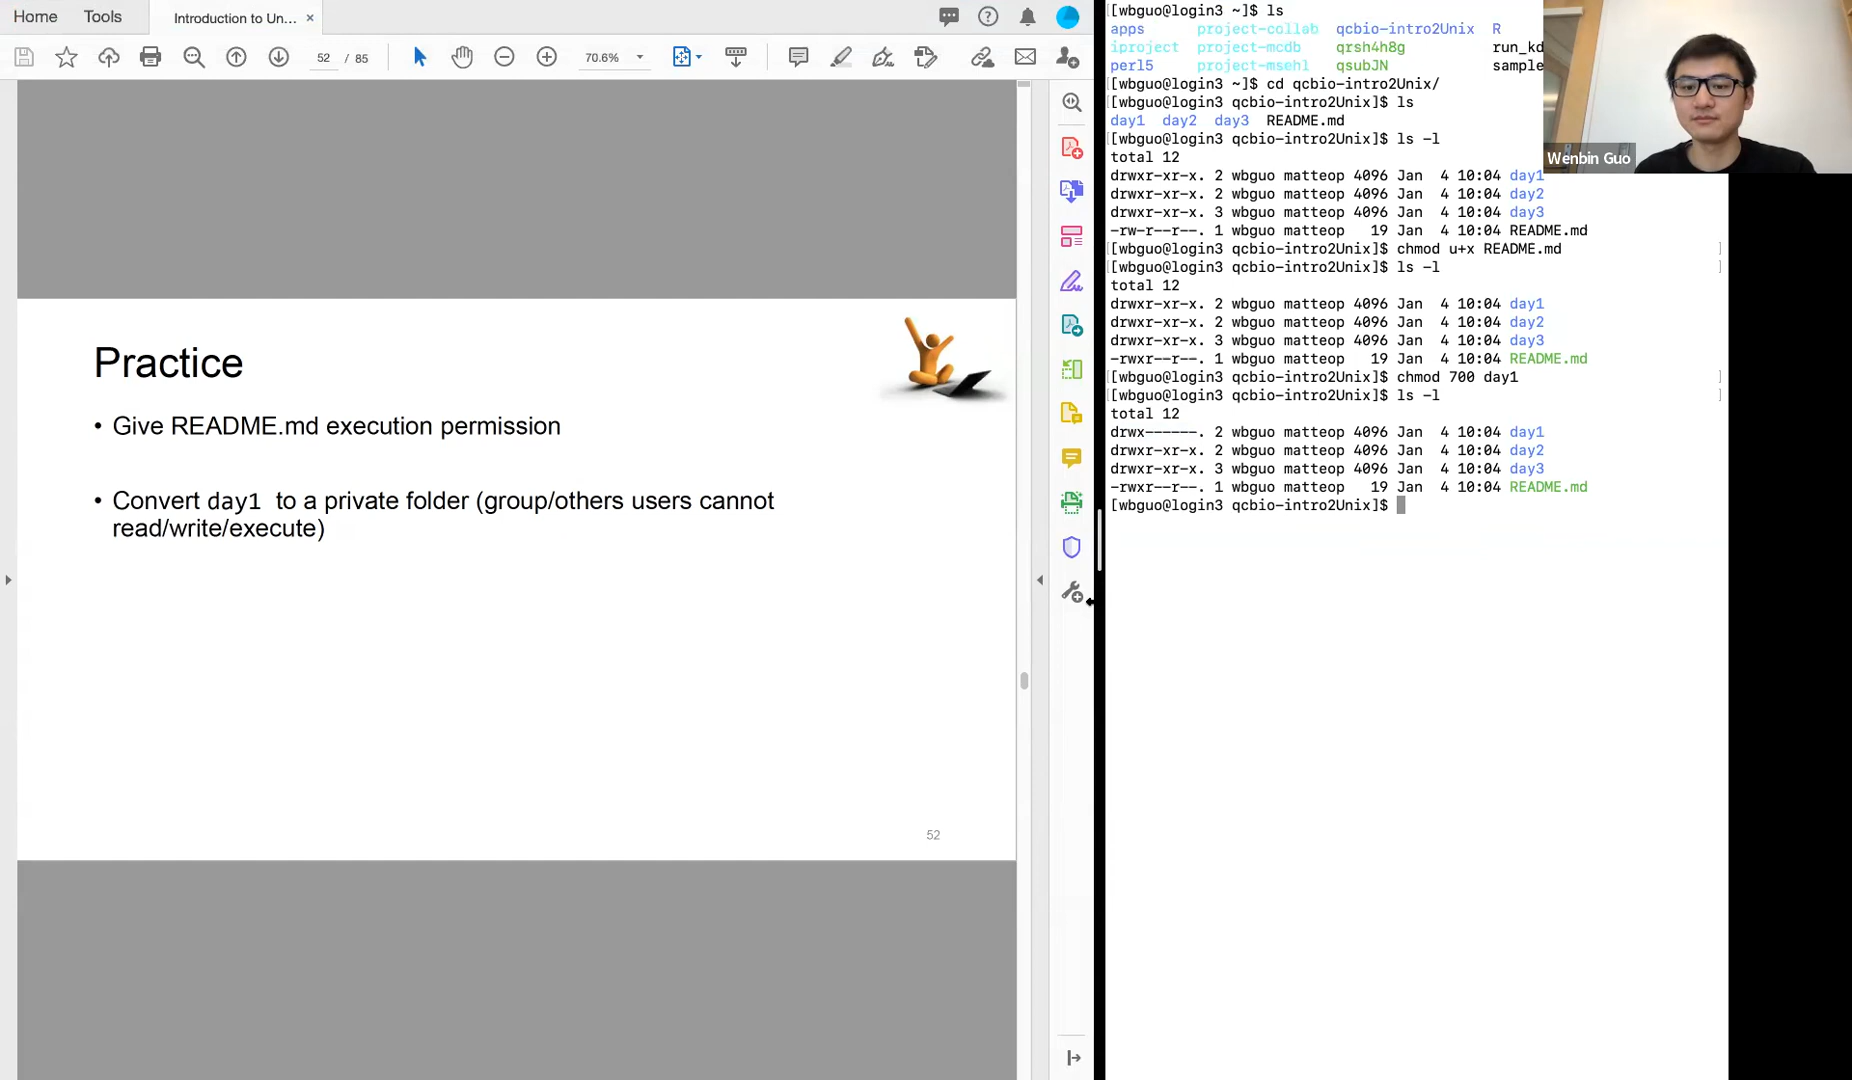 Home Tools Introduction to Un... ×
52 / 85 70.6%
Practice
• Give README.md execution permission
• Convert day1 to a private folder (group/others users cannot
read/write/execute)
52
[wbguo@login3 ~]$ ls
apps project-collab qcbio-intro2Unix R
iproject project-mcdb qrsh4h8g run_kd
perl5 project-msehl qsubJN sample
[wbguo@login3 ~]$ cd qcbio-intro2Unix/
[wbguo@login3 qcbio-intro2Unix]$ ls
day1 day2 day3 README.md
[wbguo@login3 qcbio-intro2Unix]$ ls -l
total 12
drwxr-xr-x. 2 wbguo matteop 4096 Jan 4 10:04 day1
drwxr-xr-x. 2 wbguo matteop 4096 Jan 4 10:04 day2
drwxr-xr-x. 3 wbguo matteop 4096 Jan 4 10:04 day3
-rw-r--r--. 1 wbguo matteop 19 Jan 4 10:04 README.md
[wbguo@login3 qcbio-intro2Unix]$ chmod u+x README.md
[wbguo@login3 qcbio-intro2Unix]$ ls -l
total 12
drwxr-xr-x. 2 wbguo matteop 4096 Jan 4 10:04 day1
drwxr-xr-x. 2 wbguo matteop 4096 Jan 4 10:04 day2
drwxr-xr-x. 3 wbguo matteop 4096 Jan 4 10:04 day3
-rwxr--r--. 1 wbguo matteop 19 Jan 4 10:04 README.md
[wbguo@login3 qcbio-intro2Unix]$ chmod 700 day1
[wbguo@login3 qcbio-intro2Unix]$ ls -l
total 12
drwx------. 2 wbguo matteop 4096 Jan 4 10:04 day1
drwxr-xr-x. 2 wbguo matteop 4096 Jan 4 10:04 day2
drwxr-xr-x. 3 wbguo matteop 4096 Jan 4 10:04 day3
-rwxr--r--. 1 wbguo matteop 19 Jan 4 10:04 README.md
[wbguo@login3 qcbio-intro2Unix]$
Wenbin Guo